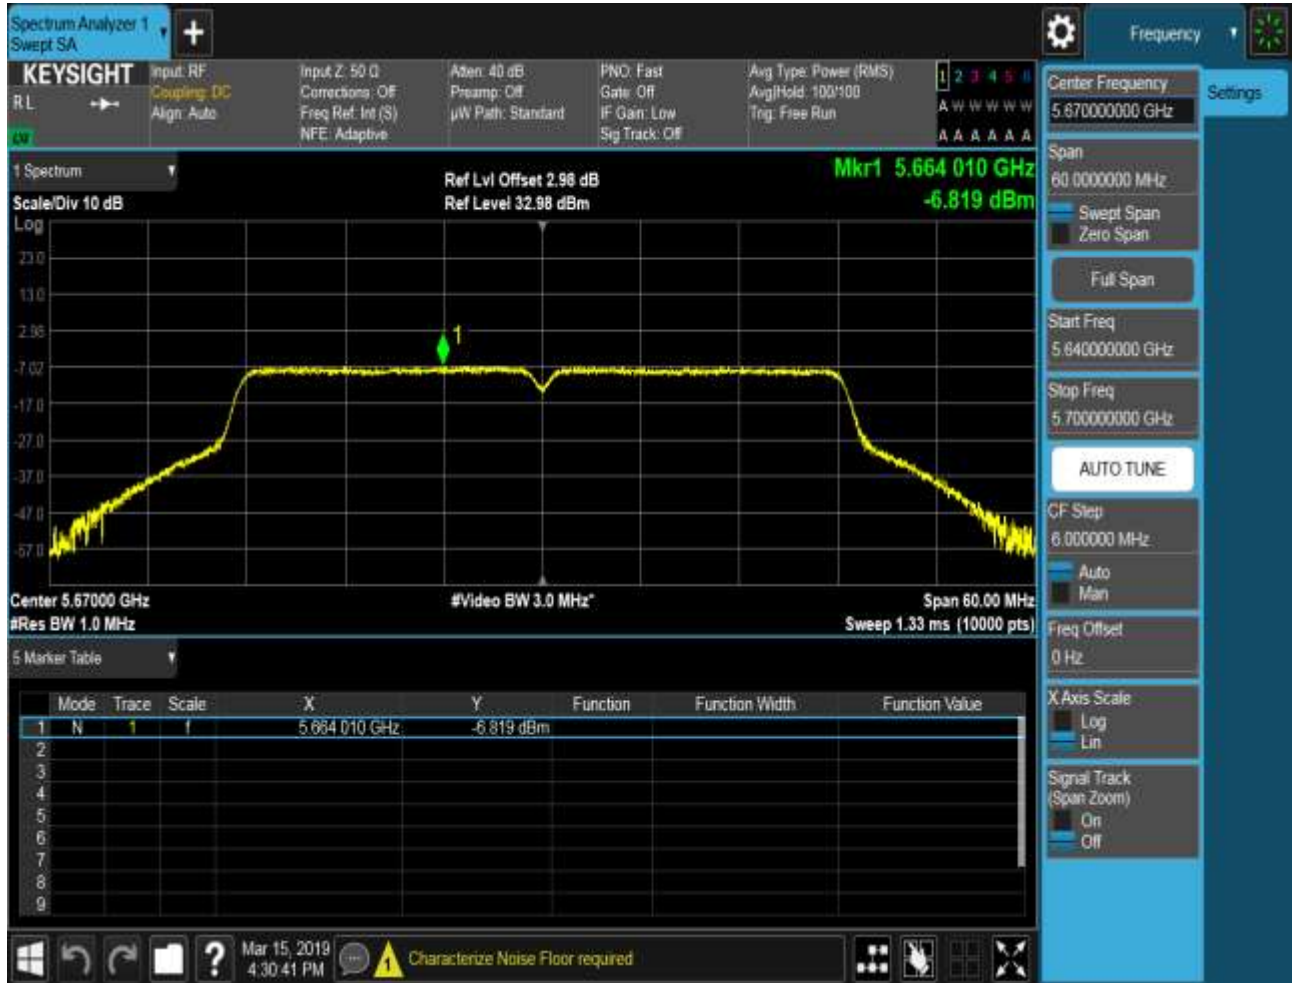 Spectrum Analyzer 1
Swept SA
+
Frequency
KEYSIGHT
RL
Input: RF
Coupling: DC
Align: Auto
Input Z: 50 Ω
Corrections: Off
Freq Ref: Int (S)
NFE: Adaptive
Atten: 40 dB
Preamp: Off
µW Path: Standard
PNO: Fast
Gate: Off
IF Gain: Low
Sig Track: Off
Avg Type: Power (RMS)
Avg|Hold: 100/100
Trig: Free Run
1 2 3 4 5 6
A W W W W W
A A A A A A
1 Spectrum
Scale/Div 10 dB
Ref Lvl Offset 2.98 dB
Ref Level 32.98 dBm
Mkr1 5.664 010 GHz
-6.819 dBm
Log
23.0
13.0
2.98
-7.02
-17.0
-27.0
-37.0
-47.0
-57.0
1
Center 5.67000 GHz
#Res BW 1.0 MHz
#Video BW 3.0 MHz*
Span 60.00 MHz
Sweep 1.33 ms (10000 pts)
5 Marker Table
Mode Trace Scale X Y Function Function Width Function Value
1 N 1 f 5.664 010 GHz -6.819 dBm
2
3
4
5
6
7
8
9
Center Frequency
5.670000000 GHz
Settings
Span
60.0000000 MHz
Swept Span
Zero Span
Full Span
Start Freq
5.640000000 GHz
Stop Freq
5.700000000 GHz
AUTO TUNE
CF Step
6.000000 MHz
Auto
Man
Freq Offset
0 Hz
X Axis Scale
Log
Lin
Signal Track
(Span Zoom)
On
Off
?
Mar 15, 2019
4:30:41 PM
1
Characterize Noise Floor required